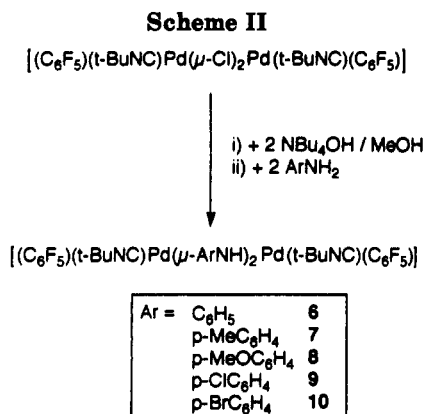 Scheme II
[(C₆F₅)(t-BuNC)Pd(μ-Cl)₂Pd(t-BuNC)(C₆F₅)]
i) + 2 NBu₄OH / MeOH
ii) + 2 ArNH₂
[(C₆F₅)(t-BuNC)Pd(μ-ArNH)₂Pd(t-BuNC)(C₆F₅)]
Ar = C₆H₅ 6
p-MeC₆H₄ 7
p-MeOC₆H₄ 8
p-ClC₆H₄ 9
p-BrC₆H₄ 10